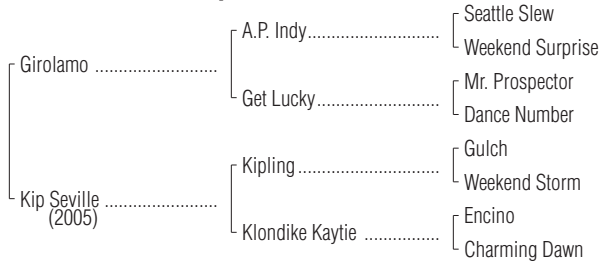 Seattle Slew
A.P. Indy........................
Weekend Surprise
Girolamo ........................
Mr. Prospector
Get Lucky......................
Dance Number
Gulch
Kipling..........................
Weekend Storm
Kip Seville ......................
(2005)
Encino
Klondike Kaytie ..............
Charming Dawn